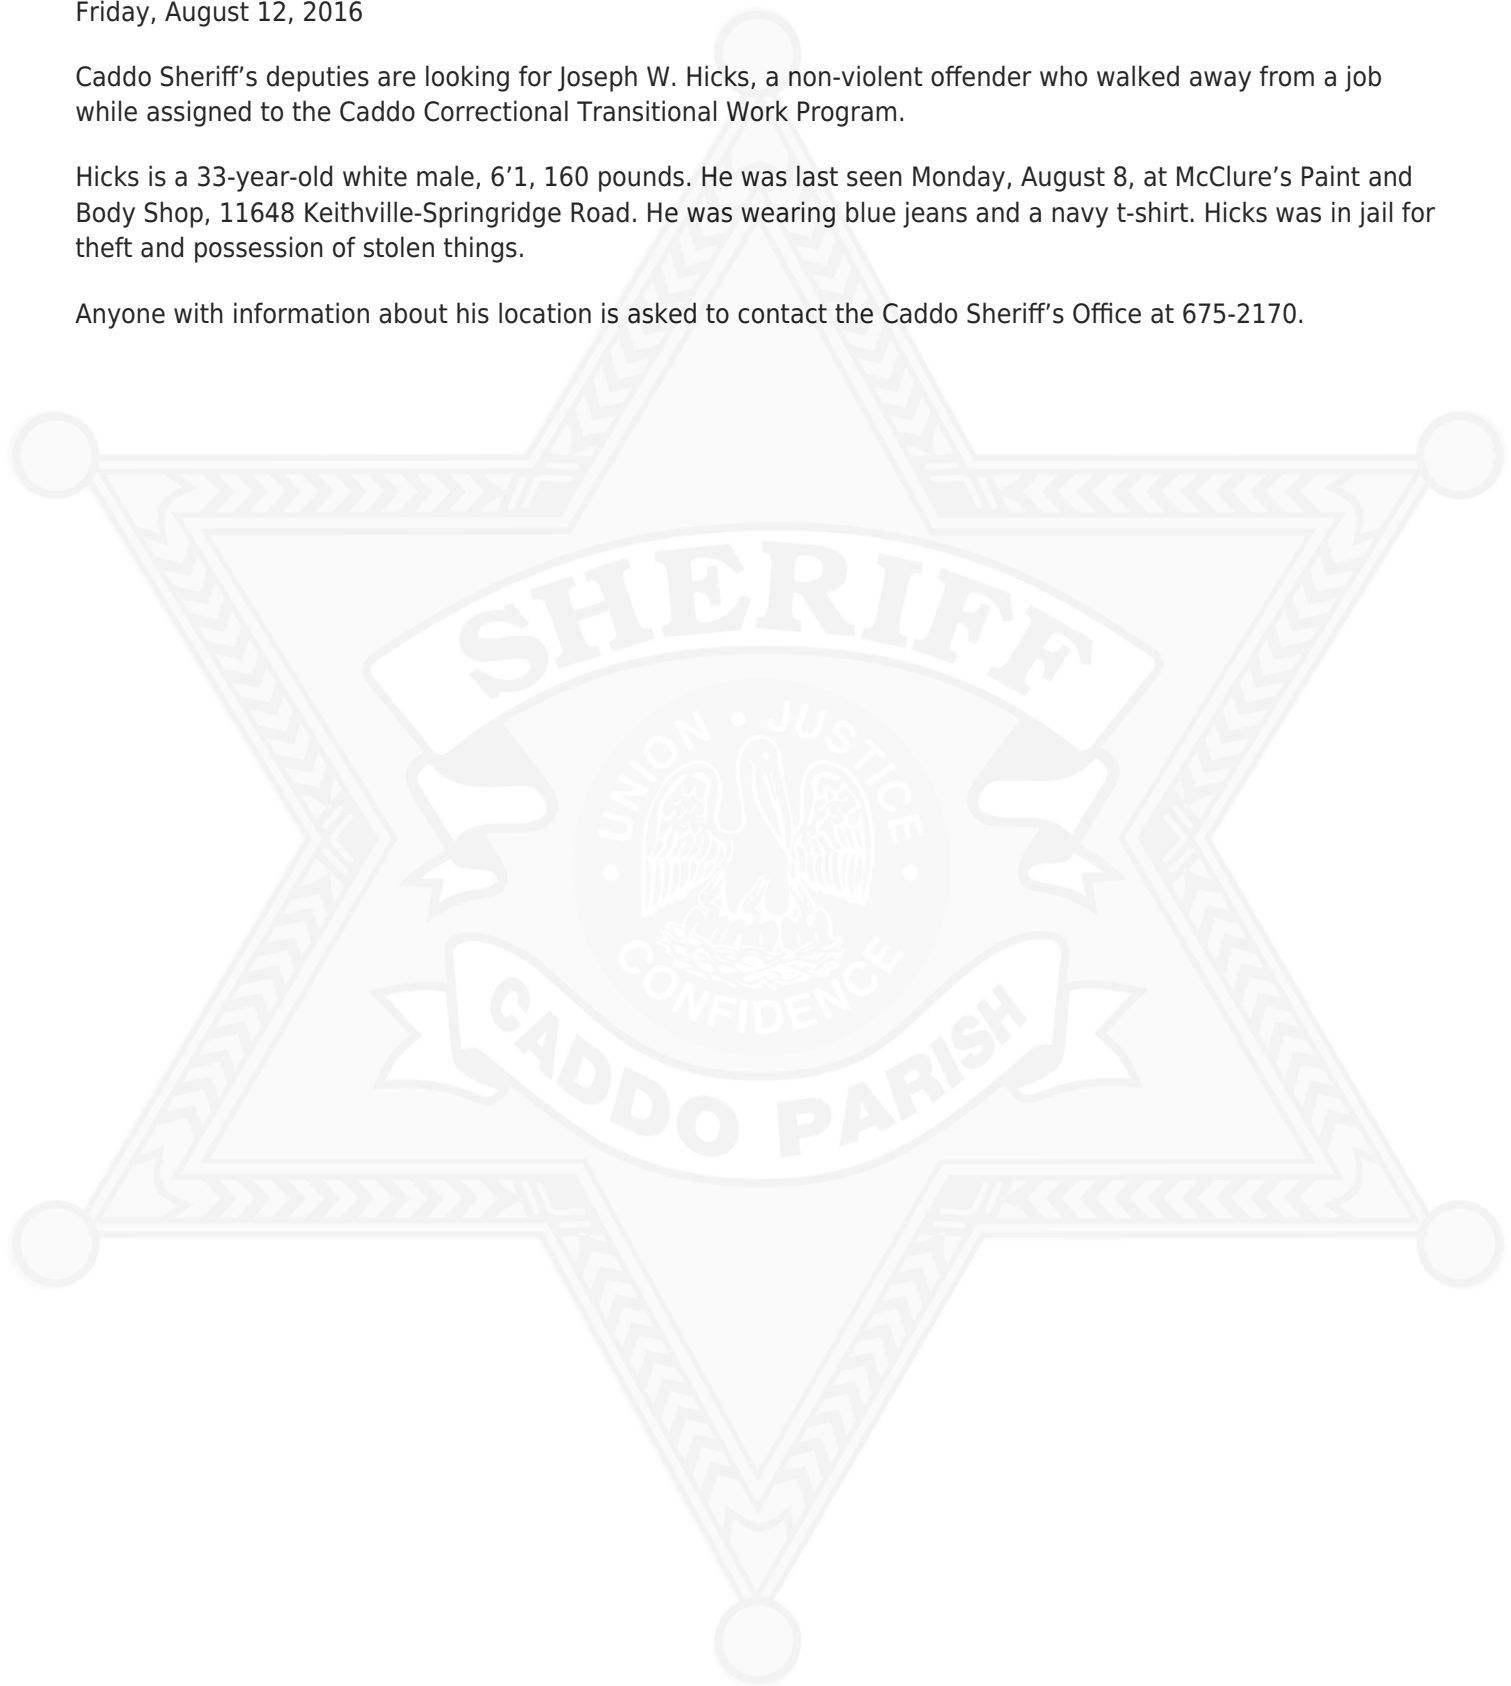 Friday, August 12, 2016
Caddo Sheriff’s deputies are looking for Joseph W. Hicks, a non-violent offender who walked away from a job
while assigned to the Caddo Correctional Transitional Work Program.
Hicks is a 33-year-old white male, 6’1, 160 pounds. He was last seen Monday, August 8, at McClure’s Paint and
Body Shop, 11648 Keithville-Springridge Road. He was wearing blue jeans and a navy t-shirt. Hicks was in jail for
theft and possession of stolen things.
Anyone with information about his location is asked to contact the Caddo Sheriff’s Office at 675-2170.
SHERIFF
UNION • JUSTICE
• CONFIDENCE •
CADDO PARISH